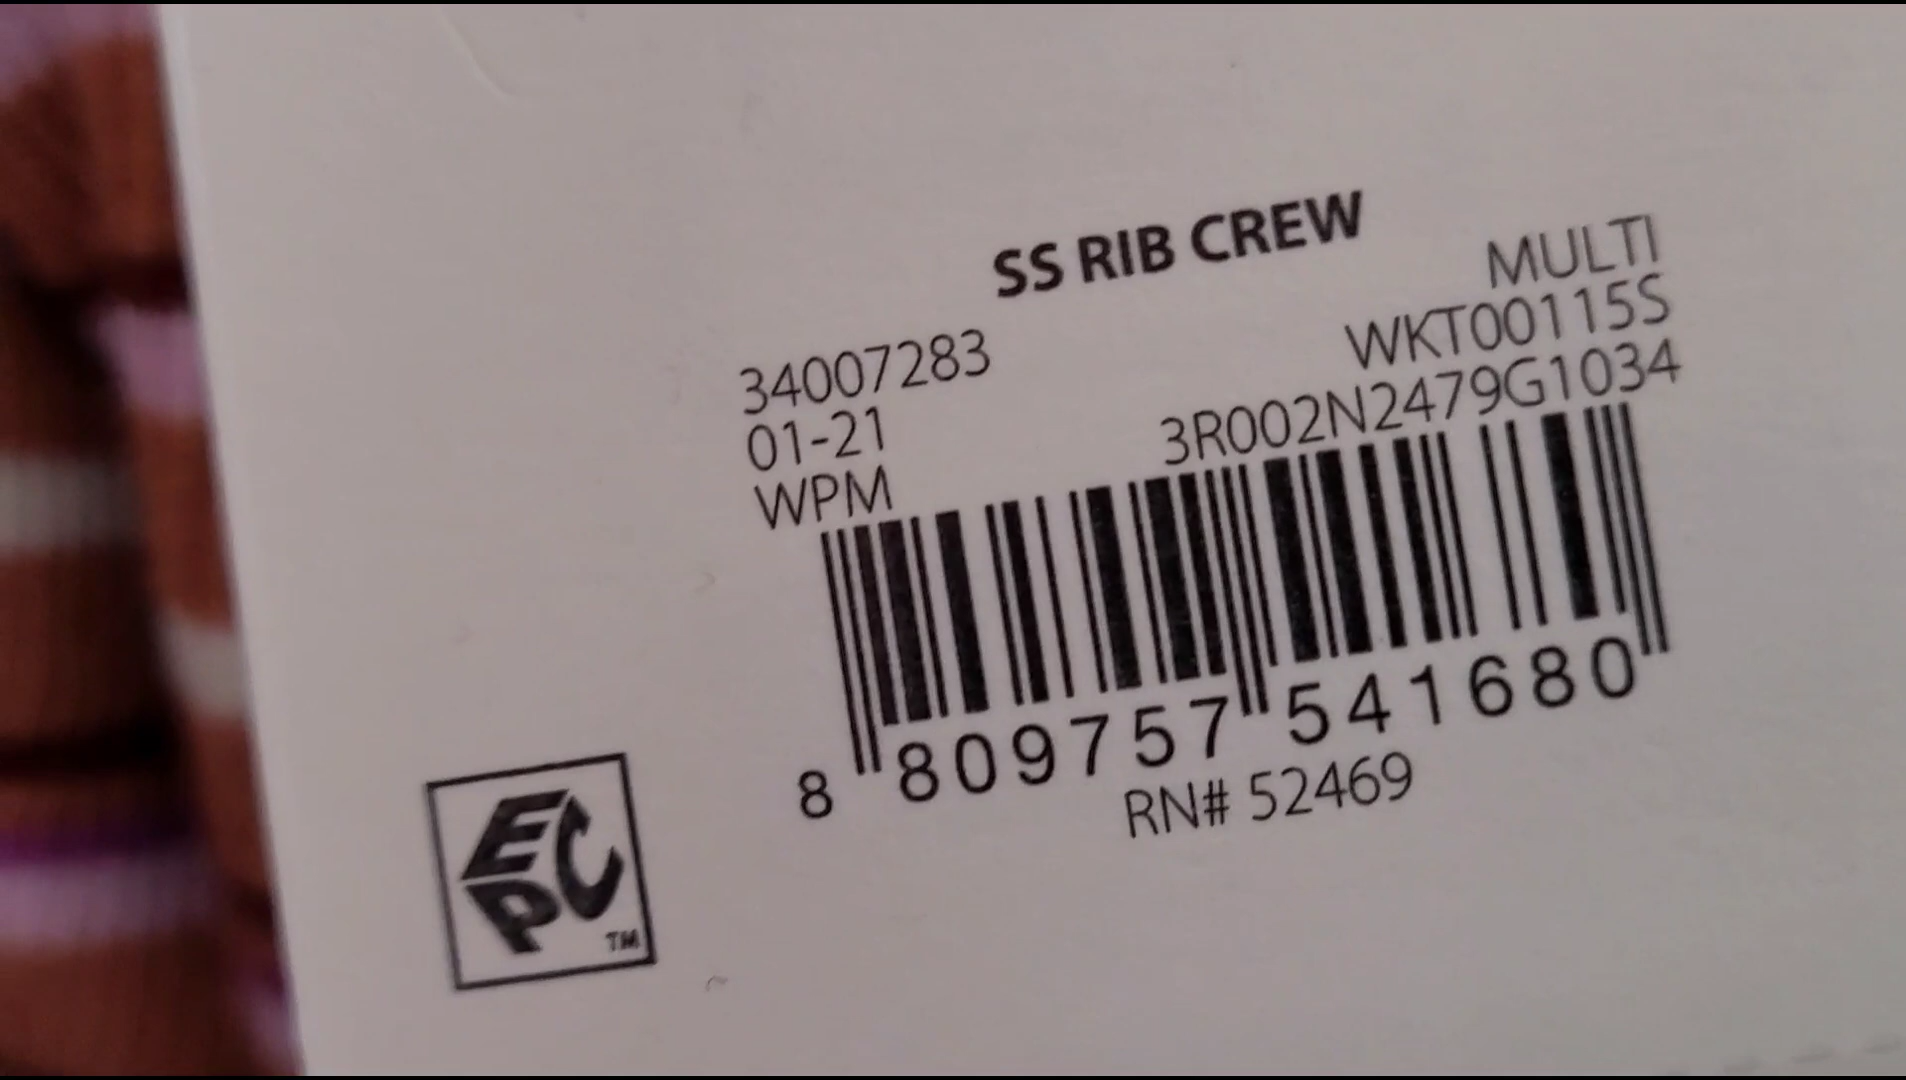 SS RIB CREW
MULTI
34007283 WKT00115S
01-21 3R002N2479G1034
WPM
8 809757 541680
RN# 52469
EPC
TM